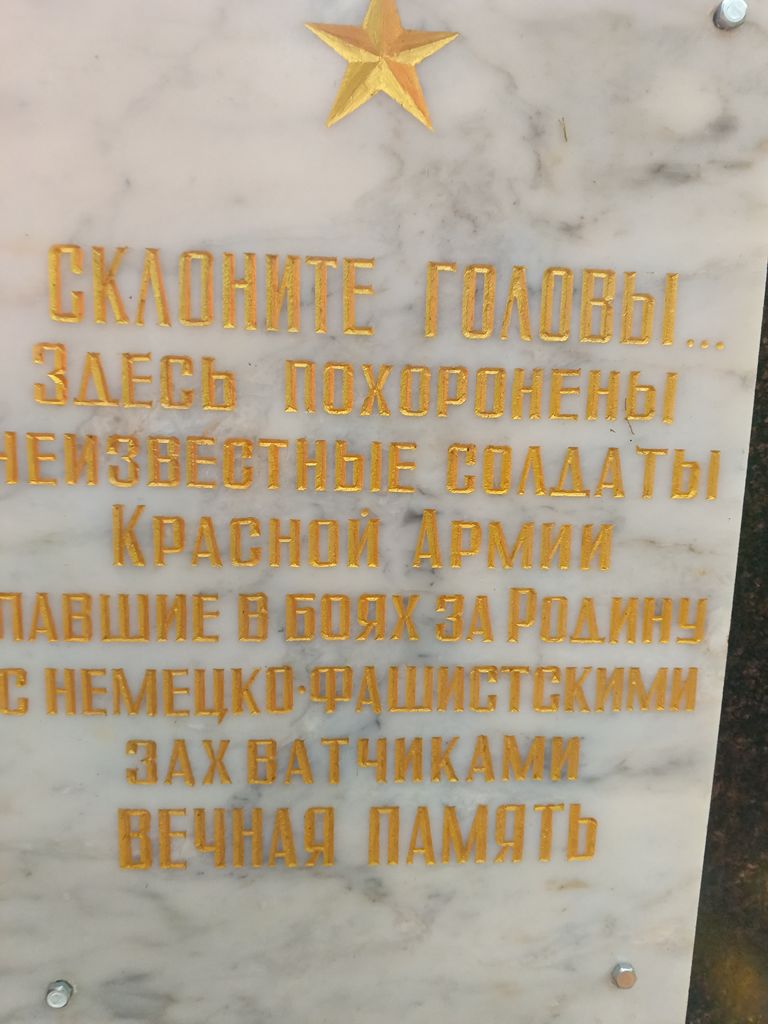 СКЛОНИТЕ ГОЛОВЫ...
ЗДЕСЬ ПОХОРОНЕНЫ
НЕИЗВЕСТНЫЕ СОЛДАТЫ
КРАСНОЙ АРМИИ
ПАВШИЕ В БОЯХ ЗА РОДИНУ
С НЕМЕЦКО-ФАШИСТСКИМИ
ЗАХВАТЧИКАМИ
ВЕЧНАЯ ПАМЯТЬ